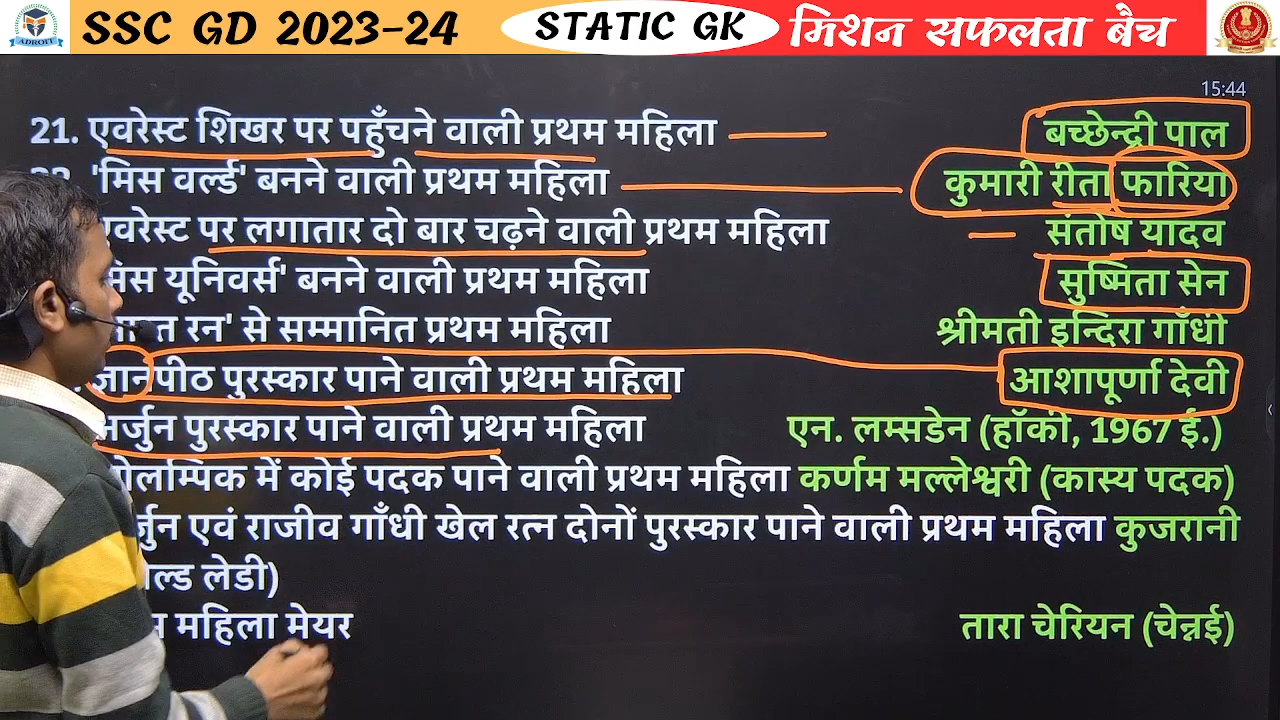 ADROIT SSC GD 2023-24 STATIC GK मिशन सफलता बैच
15:44
21. एवरेस्ट शिखर पर पहुँचने वाली प्रथम महिला बच्छेन्द्री पाल
'मिस वर्ल्ड' बनने वाली प्रथम महिला कुमारी रीता फारिया
एवरेस्ट पर लगातार दो बार चढ़ने वाली प्रथम महिला संतोष यादव
यूनिवर्स' बनने वाली प्रथम महिला सुष्मिता सेन
रत्न' से सम्मानित प्रथम महिला श्रीमती इन्दिरा गाँधी
ज्ञानपीठ पुरस्कार पाने वाली प्रथम महिला आशापूर्णा देवी
अर्जुन पुरस्कार पाने वाली प्रथम महिला एन. लम्सडेन (हॉकी, 1967 ई.)
ओलम्पिक में कोई पदक पाने वाली प्रथम महिला कर्णम मल्लेश्वरी (कास्य पदक)
एवं राजीव गाँधी खेल रत्न दोनों पुरस्कार पाने वाली प्रथम महिला कुजरानी
लेडी)
महिला मेयर तारा चेरियन (चेन्नई)